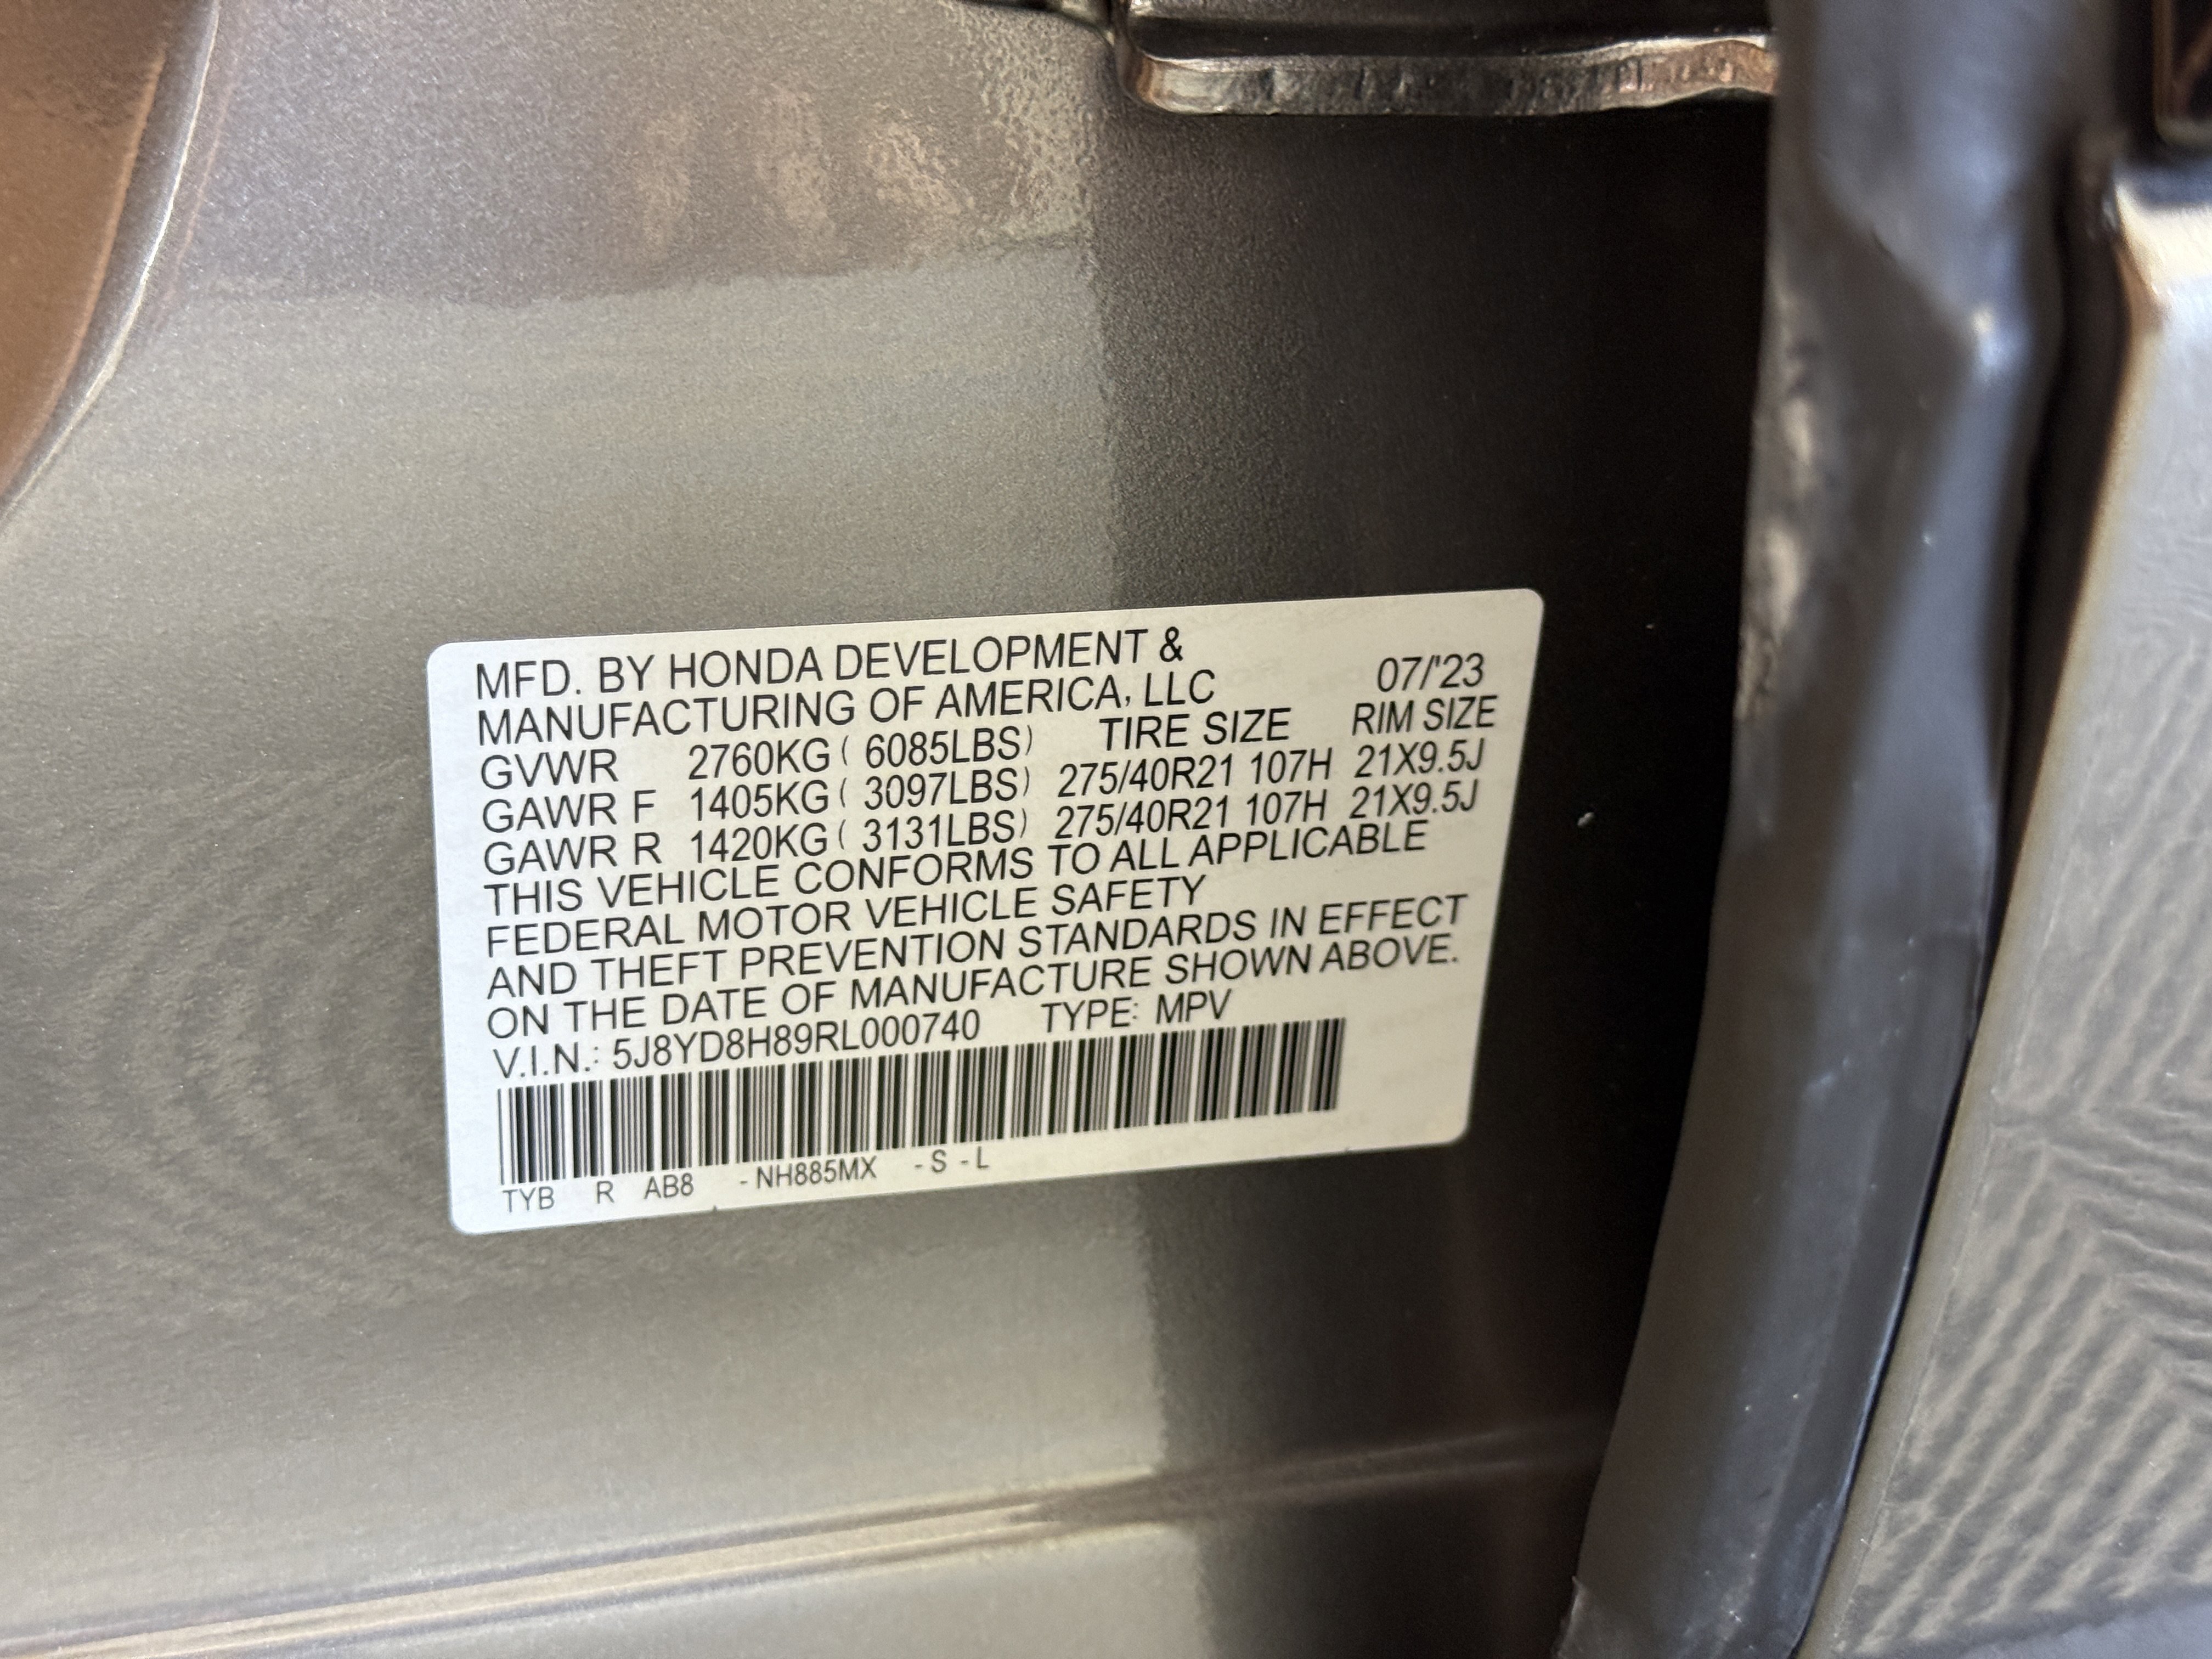 MFD. BY HONDA DEVELOPMENT &
MANUFACTURING OF AMERICA, LLC 07/'23
GVWR 2760KG ( 6085LBS) TIRE SIZE RIM SIZE
GAWR F 1405KG ( 3097LBS) 275/40R21 107H 21X9.5J
GAWR R 1420KG ( 3131LBS) 275/40R21 107H 21X9.5J
THIS VEHICLE CONFORMS TO ALL APPLICABLE
FEDERAL MOTOR VEHICLE SAFETY
AND THEFT PREVENTION STANDARDS IN EFFECT
ON THE DATE OF MANUFACTURE SHOWN ABOVE.
V.I.N.: 5J8YD8H89RL000740 TYPE: MPV
TYB R AB8 - NH885MX - S - L